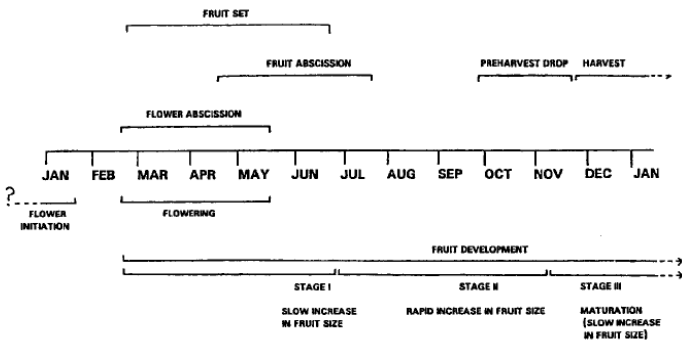 FRUIT SET
FRUIT ABSCISSION
PREHARVEST DROP HARVEST
FLOWER ABSCISSION
JAN FEB MAR APR MAY JUN JUL AUG SEP OCT NOV DEC JAN
?
FLOWER
INITIATION
FLOWERING
FRUIT DEVELOPMENT
STAGE I
SLOW INCREASE
IN FRUIT SIZE
STAGE II
RAPID INCREASE IN FRUIT SIZE
STAGE III
MATURATION
(SLOW INCREASE
IN FRUIT SIZE)